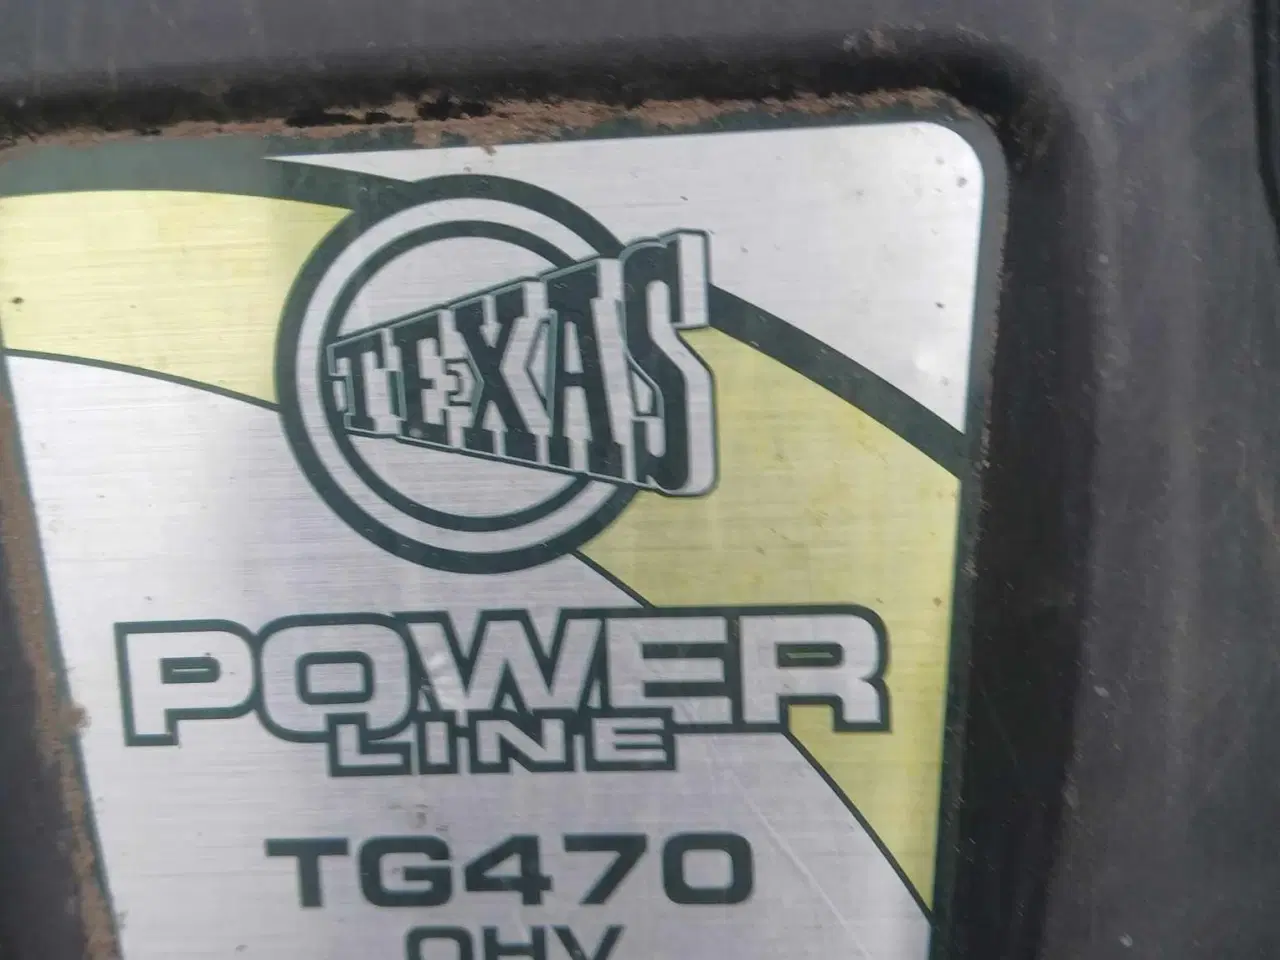 TEXAS
POWER
LINE
TG470
OHV